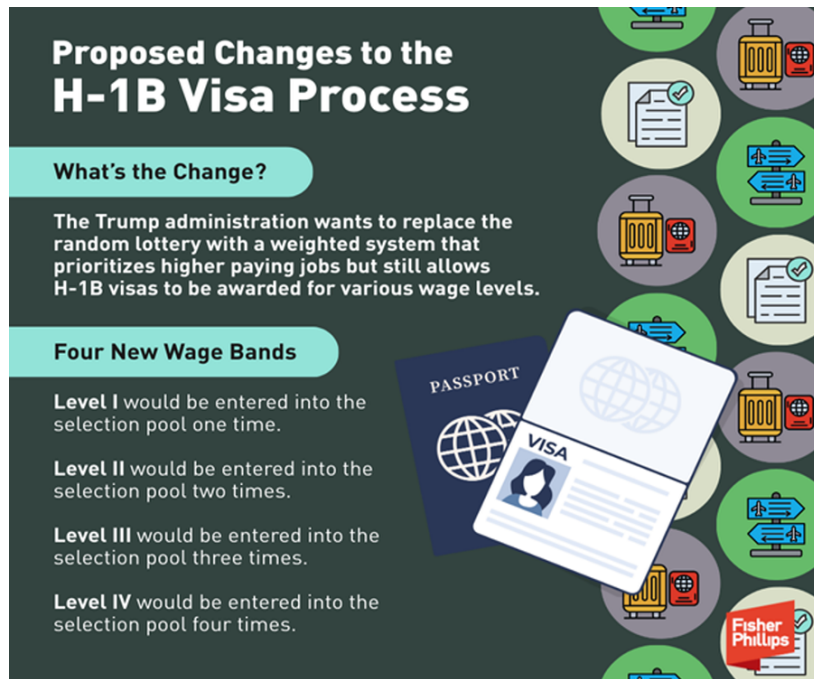 Proposed Changes to the
H-1B Visa Process
What's the Change?
The Trump administration wants to replace the
random lottery with a weighted system that
prioritizes higher paying jobs but still allows
H-1B visas to be awarded for various wage levels.
Four New Wage Bands
Level I would be entered into the
selection pool one time.
Level II would be entered into the
selection pool two times.
Level III would be entered into the
selection pool three times.
Level IV would be entered into the
selection pool four times.
PASSPORT
VISA
Fisher
Phillips